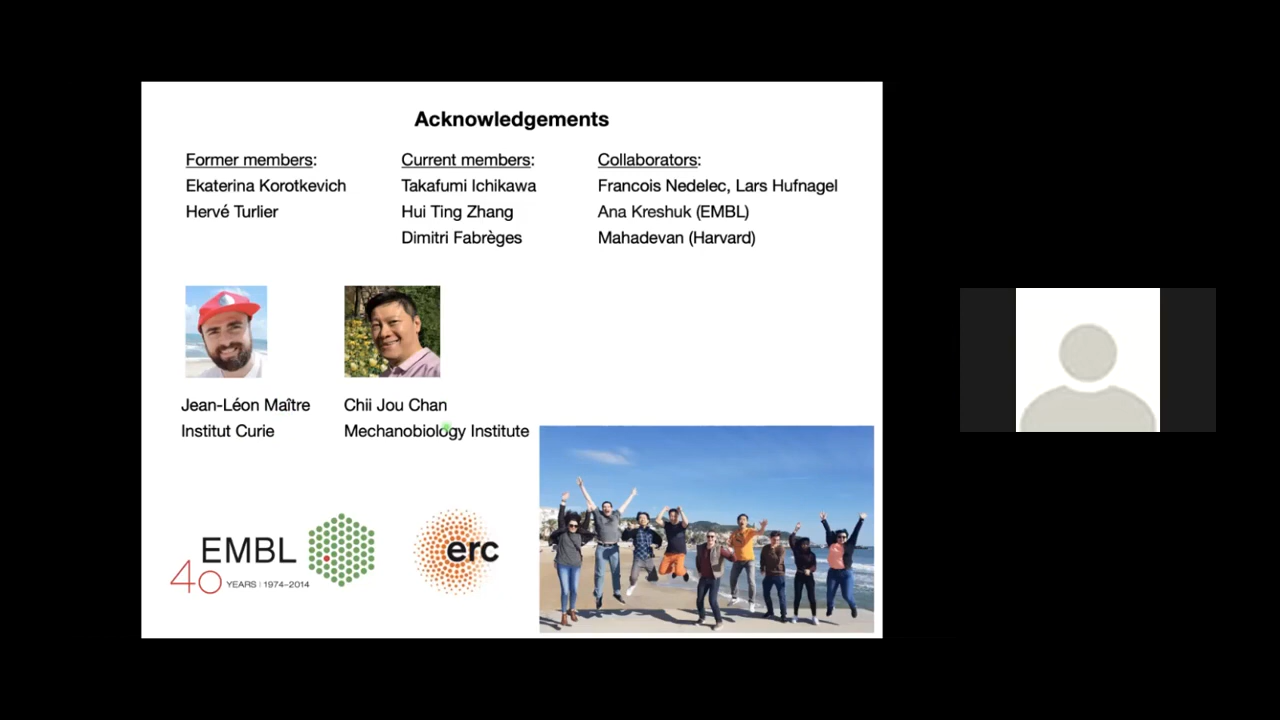 Acknowledgements
Former members:
Ekaterina Korotkevich
Hervé Turlier
Current members:
Takafumi Ichikawa
Hui Ting Zhang
Dimitri Fabrèges
Collaborators:
Francois Nedelec, Lars Hufnagel
Ana Kreshuk (EMBL)
Mahadevan (Harvard)
Jean-Léon Maître
Institut Curie
Chii Jou Chan
Mechanobiology Institute
EMBL
40 YEARS | 1974–2014
erc